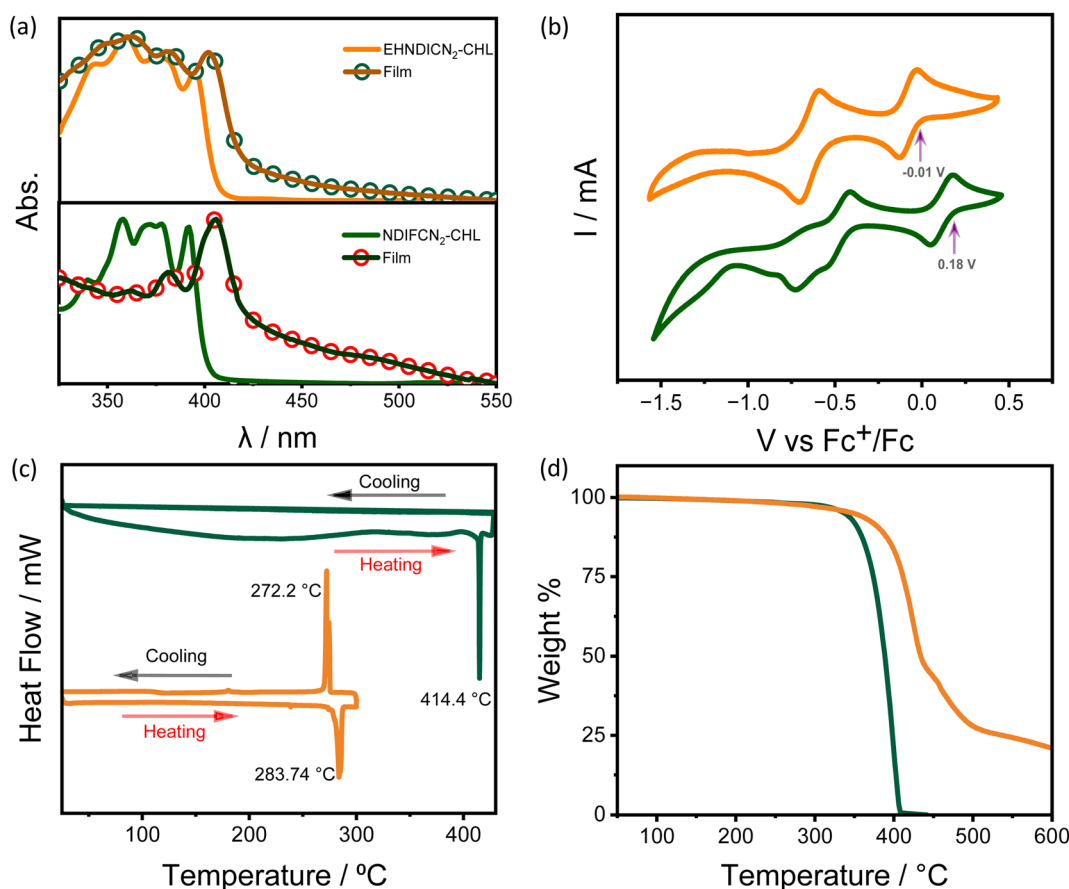 (a)
EHNDICN₂-CHL
Film
NDIFCN₂-CHL
Film
Abs.
350 400 450 500 550
λ / nm
(b)
-0.01 V
0.18 V
I / mA
−1.5 −1.0 −0.5 0.0 0.5
V vs Fc⁺/Fc
(c)
Cooling
Heating
272.2 °C
Cooling
414.4 °C
Heating
283.74 °C
Heat Flow / mW
100 200 300 400
Temperature / ºC
(d)
100
75
50
25
0
Weight %
100 200 300 400 500 600
Temperature / °C